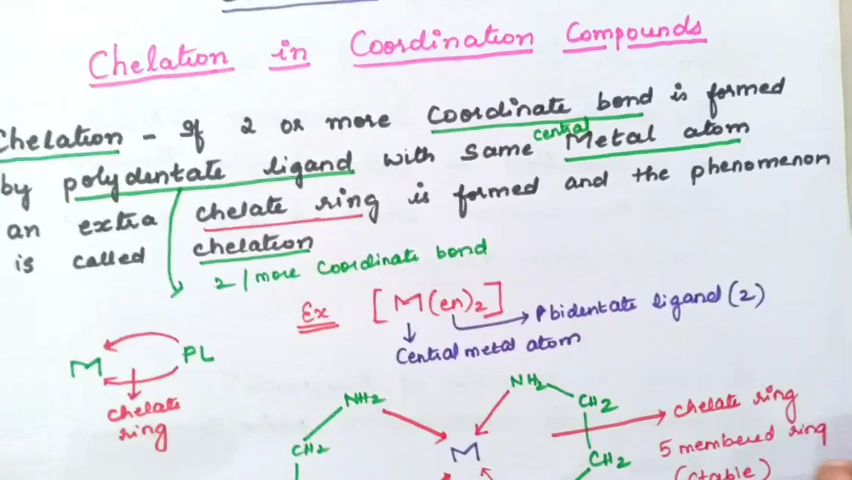 Chelation in Coordination Compounds
Chelation - If 2 or more coordinate bond is formed
by polydentate ligand with same central Metal atom
an extra chelate ring is formed and the phenomenon
is called chelation
2 / more coordinate bond
Ex [M(en)2]
bidentate ligand (2)
Central metal atom
M PL
chelate
ring
NH2 NH2
CH2
chelate ring
CH2 M CH2
5 membered ring
(stable)